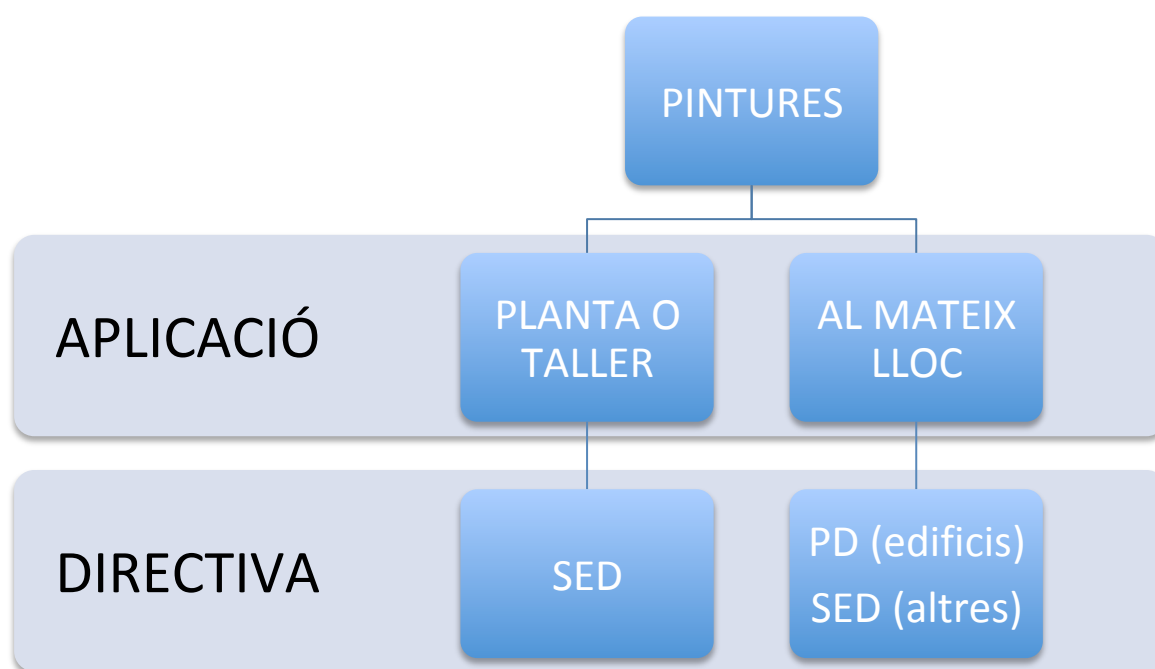 PINTURES
APLICACIÓ
PLANTA O
TALLER
AL MATEIX
LLOC
DIRECTIVA
SED
PD (edificis)
SED (altres)